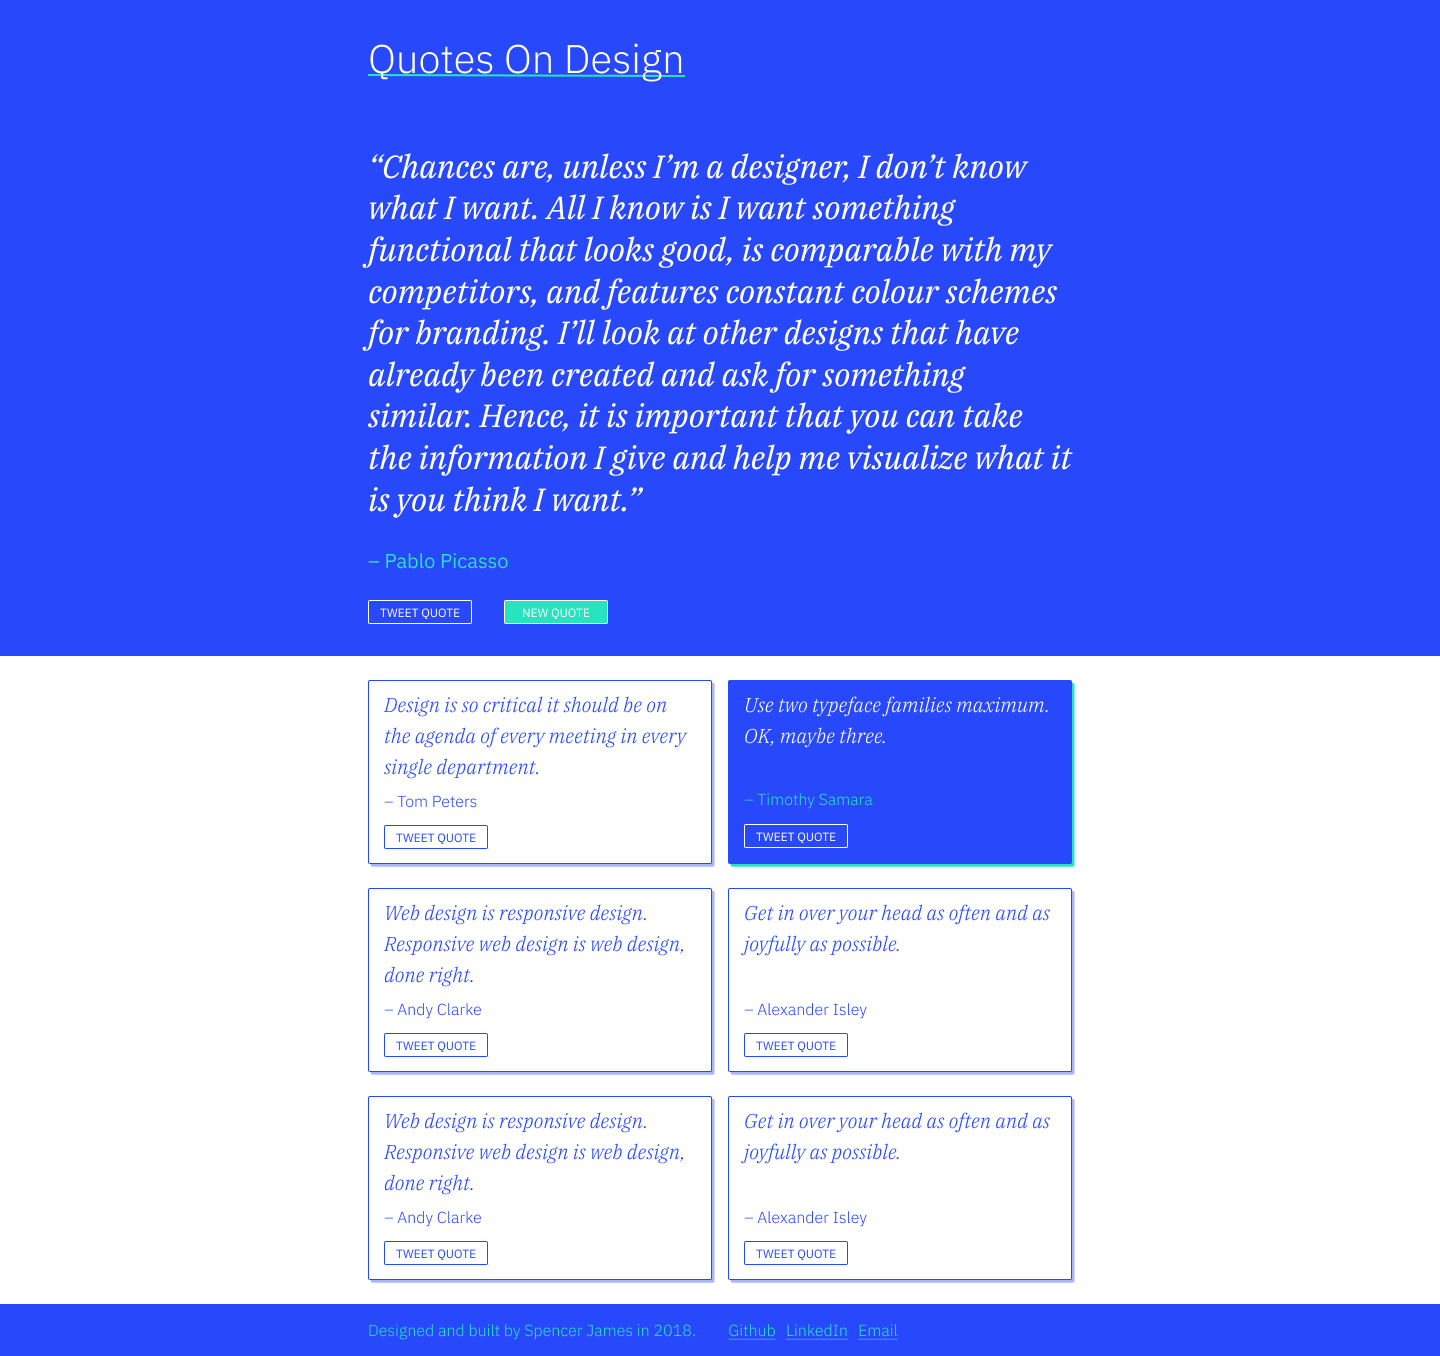 Quotes On Design
“Chances are, unless I’m a designer, I don’t know
what I want. All I know is I want something
functional that looks good, is comparable with my
competitors, and features constant colour schemes
for branding. I’ll look at other designs that have
already been created and ask for something
similar. Hence, it is important that you can take
the information I give and help me visualize what it
is you think I want.”
– Pablo Picasso
TWEET QUOTE
NEW QUOTE
Design is so critical it should be on
the agenda of every meeting in every
single department.
– Tom Peters
TWEET QUOTE
Use two typeface families maximum.
OK, maybe three.
– Timothy Samara
TWEET QUOTE
Web design is responsive design.
Responsive web design is web design,
done right.
– Andy Clarke
TWEET QUOTE
Get in over your head as often and as
joyfully as possible.
– Alexander Isley
TWEET QUOTE
Web design is responsive design.
Responsive web design is web design,
done right.
– Andy Clarke
TWEET QUOTE
Get in over your head as often and as
joyfully as possible.
– Alexander Isley
TWEET QUOTE
Designed and built by Spencer James in 2018.
Github LinkedIn Email